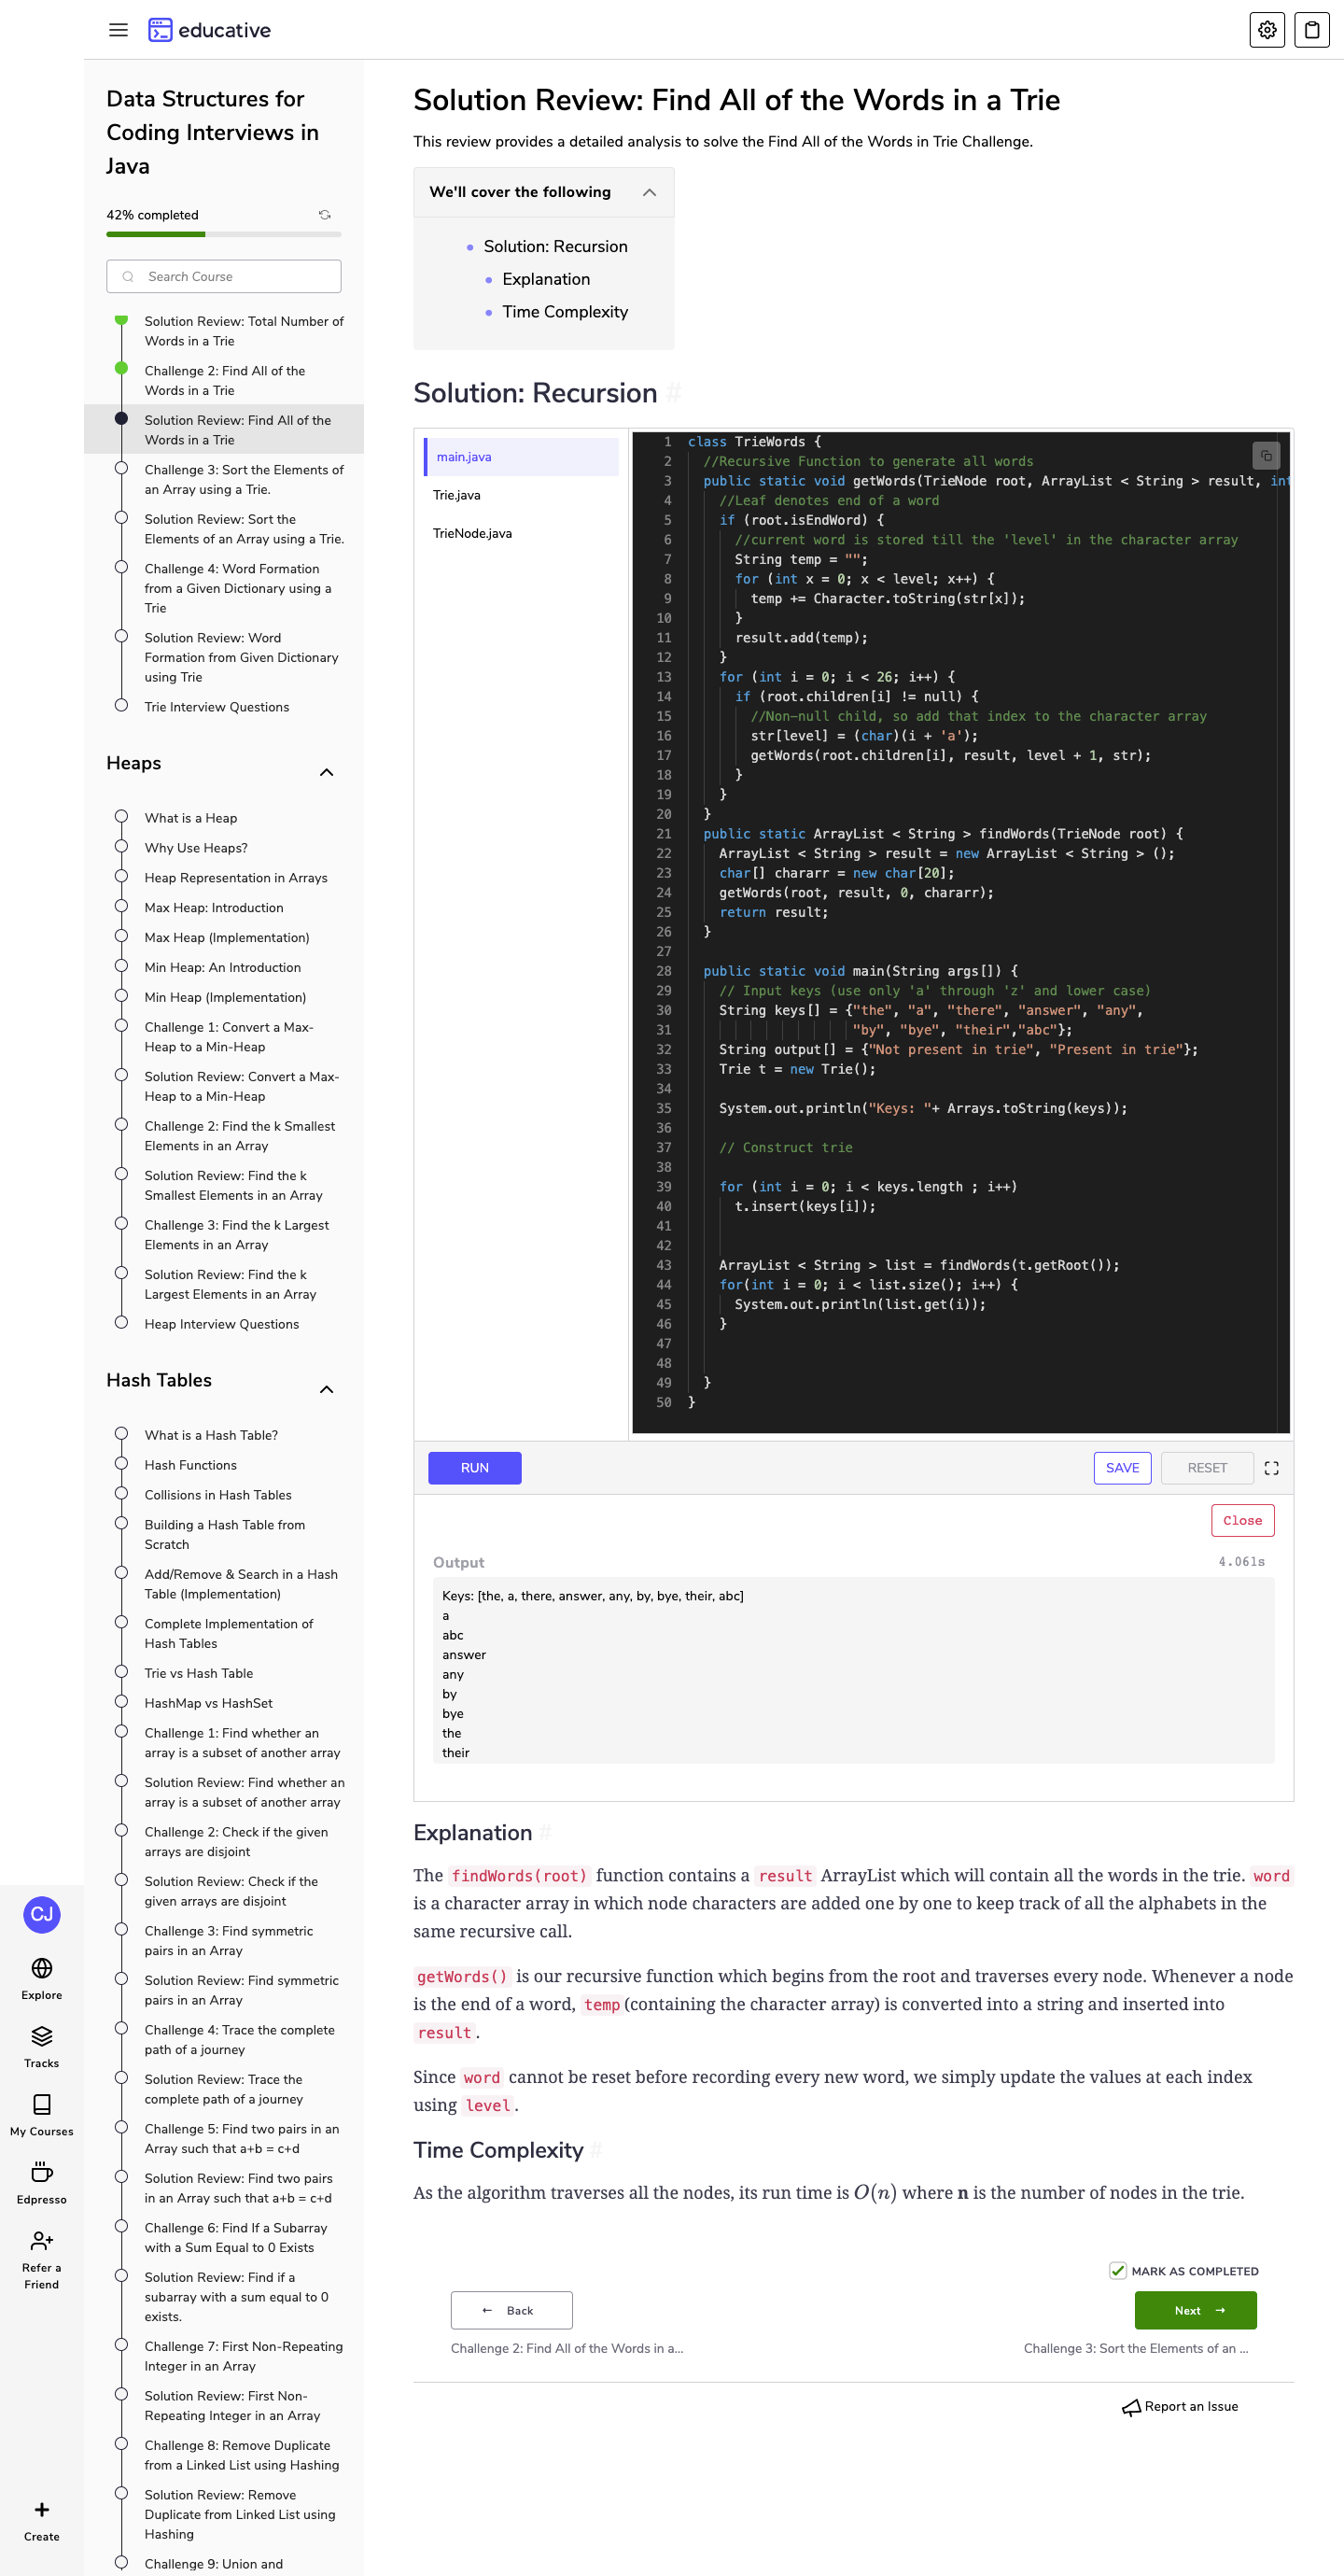 educative
Data Structures for
Coding Interviews in
Java
42% completed
Search Course
Solution Review: Total Number of
Words in a Trie
Challenge 2: Find All of the
Words in a Trie
Solution Review: Find All of the
Words in a Trie
Challenge 3: Sort the Elements of
an Array using a Trie.
Solution Review: Sort the
Elements of an Array using a Trie.
Challenge 4: Word Formation
from a Given Dictionary using a
Trie
Solution Review: Word
Formation from Given Dictionary
using Trie
Trie Interview Questions
Heaps
What is a Heap
Why Use Heaps?
Heap Representation in Arrays
Max Heap: Introduction
Max Heap (Implementation)
Min Heap: An Introduction
Min Heap (Implementation)
Challenge 1: Convert a Max-
Heap to a Min-Heap
Solution Review: Convert a Max-
Heap to a Min-Heap
Challenge 2: Find the k Smallest
Elements in an Array
Solution Review: Find the k
Smallest Elements in an Array
Challenge 3: Find the k Largest
Elements in an Array
Solution Review: Find the k
Largest Elements in an Array
Heap Interview Questions
Hash Tables
What is a Hash Table?
Hash Functions
Collisions in Hash Tables
Building a Hash Table from
Scratch
Add/Remove & Search in a Hash
Table (Implementation)
Complete Implementation of
Hash Tables
Trie vs Hash Table
HashMap vs HashSet
Challenge 1: Find whether an
array is a subset of another array
Solution Review: Find whether an
array is a subset of another array
Challenge 2: Check if the given
arrays are disjoint
Solution Review: Check if the
given arrays are disjoint
Challenge 3: Find symmetric
pairs in an Array
Solution Review: Find symmetric
pairs in an Array
Challenge 4: Trace the complete
path of a journey
Solution Review: Trace the
complete path of a journey
Challenge 5: Find two pairs in an
Array such that a+b = c+d
Solution Review: Find two pairs
in an Array such that a+b = c+d
Challenge 6: Find If a Subarray
with a Sum Equal to 0 Exists
Solution Review: Find if a
subarray with a sum equal to 0
exists.
Challenge 7: First Non-Repeating
Integer in an Array
Solution Review: First Non-
Repeating Integer in an Array
Challenge 8: Remove Duplicate
from a Linked List using Hashing
Solution Review: Remove
Duplicate from Linked List using
Hashing
Challenge 9: Union and
CJ
Explore
Tracks
My Courses
Edpresso
Refer a
Friend
Create
Solution Review: Find All of the Words in a Trie
This review provides a detailed analysis to solve the Find All of the Words in Trie Challenge.
We'll cover the following
Solution: Recursion
Explanation
Time Complexity
Solution: Recursion #
main.java
Trie.java
TrieNode.java
1 class TrieWords {
2 //Recursive Function to generate all words
3 public static void getWords(TrieNode root, ArrayList < String > result, int
4 //Leaf denotes end of a word
5 if (root.isEndWord) {
6 //current word is stored till the 'level' in the character array
7 String temp = "";
8 for (int x = 0; x < level; x++) {
9 temp += Character.toString(str[x]);
10 }
11 result.add(temp);
12 }
13 for (int i = 0; i < 26; i++) {
14 if (root.children[i] != null) {
15 //Non-null child, so add that index to the character array
16 str[level] = (char)(i + 'a');
17 getWords(root.children[i], result, level + 1, str);
18 }
19 }
20 }
21 public static ArrayList < String > findWords(TrieNode root) {
22 ArrayList < String > result = new ArrayList < String > ();
23 char[] chararr = new char[20];
24 getWords(root, result, 0, chararr);
25 return result;
26 }
27
28 public static void main(String args[]) {
29 // Input keys (use only 'a' through 'z' and lower case)
30 String keys[] = {"the", "a", "there", "answer", "any",
31 "by", "bye", "their","abc"};
32 String output[] = {"Not present in trie", "Present in trie"};
33 Trie t = new Trie();
34
35 System.out.println("Keys: "+ Arrays.toString(keys));
36
37 // Construct trie
38
39 for (int i = 0; i < keys.length ; i++)
40 t.insert(keys[i]);
41
42
43 ArrayList < String > list = findWords(t.getRoot());
44 for(int i = 0; i < list.size(); i++) {
45 System.out.println(list.get(i));
46 }
47
48
49 }
50 }
RUN
SAVE
RESET
Close
Output
4.061s
Keys: [the, a, there, answer, any, by, bye, their, abc]
a
abc
answer
any
by
bye
the
their
Explanation #
The findWords(root) function contains a result ArrayList which will contain all the words in the trie. word
is a character array in which node characters are added one by one to keep track of all the alphabets in the
same recursive call.
getWords() is our recursive function which begins from the root and traverses every node. Whenever a node
is the end of a word, temp (containing the character array) is converted into a string and inserted into
result.
Since word cannot be reset before recording every new word, we simply update the values at each index
using level.
Time Complexity #
As the algorithm traverses all the nodes, its run time is O(n) where n is the number of nodes in the trie.
MARK AS COMPLETED
← Back
Next →
Challenge 2: Find All of the Words in a...
Challenge 3: Sort the Elements of an ...
Report an Issue